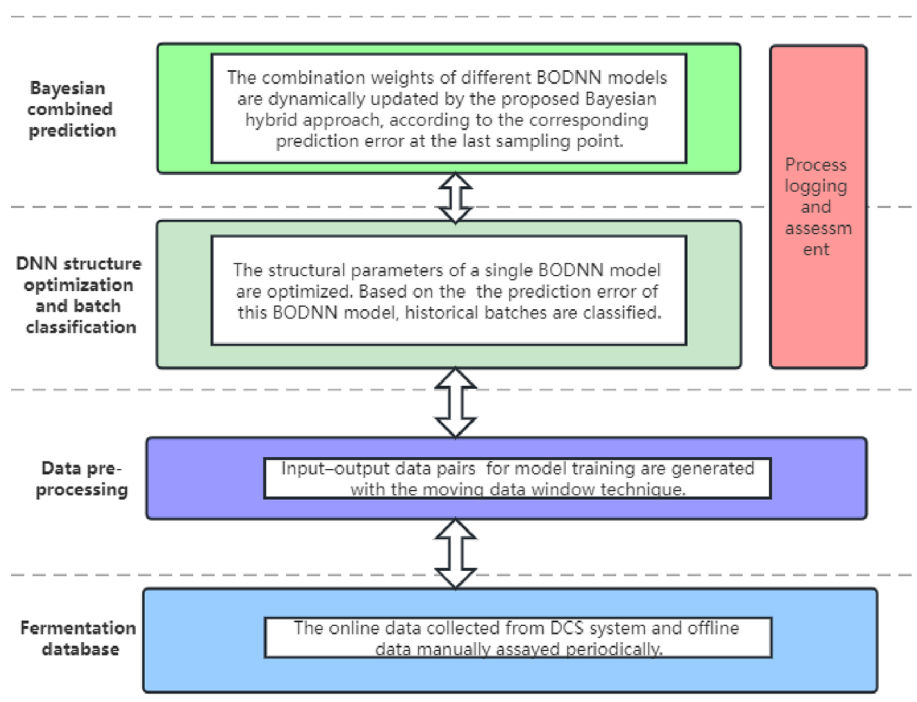 Bayesian
combined
prediction
The combination weights of different BODNN models
are dynamically updated by the proposed Bayesian
hybrid approach, according to the corresponding
prediction error at the last sampling point.
Process
logging
and
assessm
ent
DNN structure
optimization
and batch
classification
The structural parameters of a single BODNN model
are optimized. Based on the the prediction error of
this BODNN model, historical batches are classified.
Data pre-
processing
Input–output data pairs for model training are generated
with the moving data window technique.
Fermentation
database
The online data collected from DCS system and offline
data manually assayed periodically.